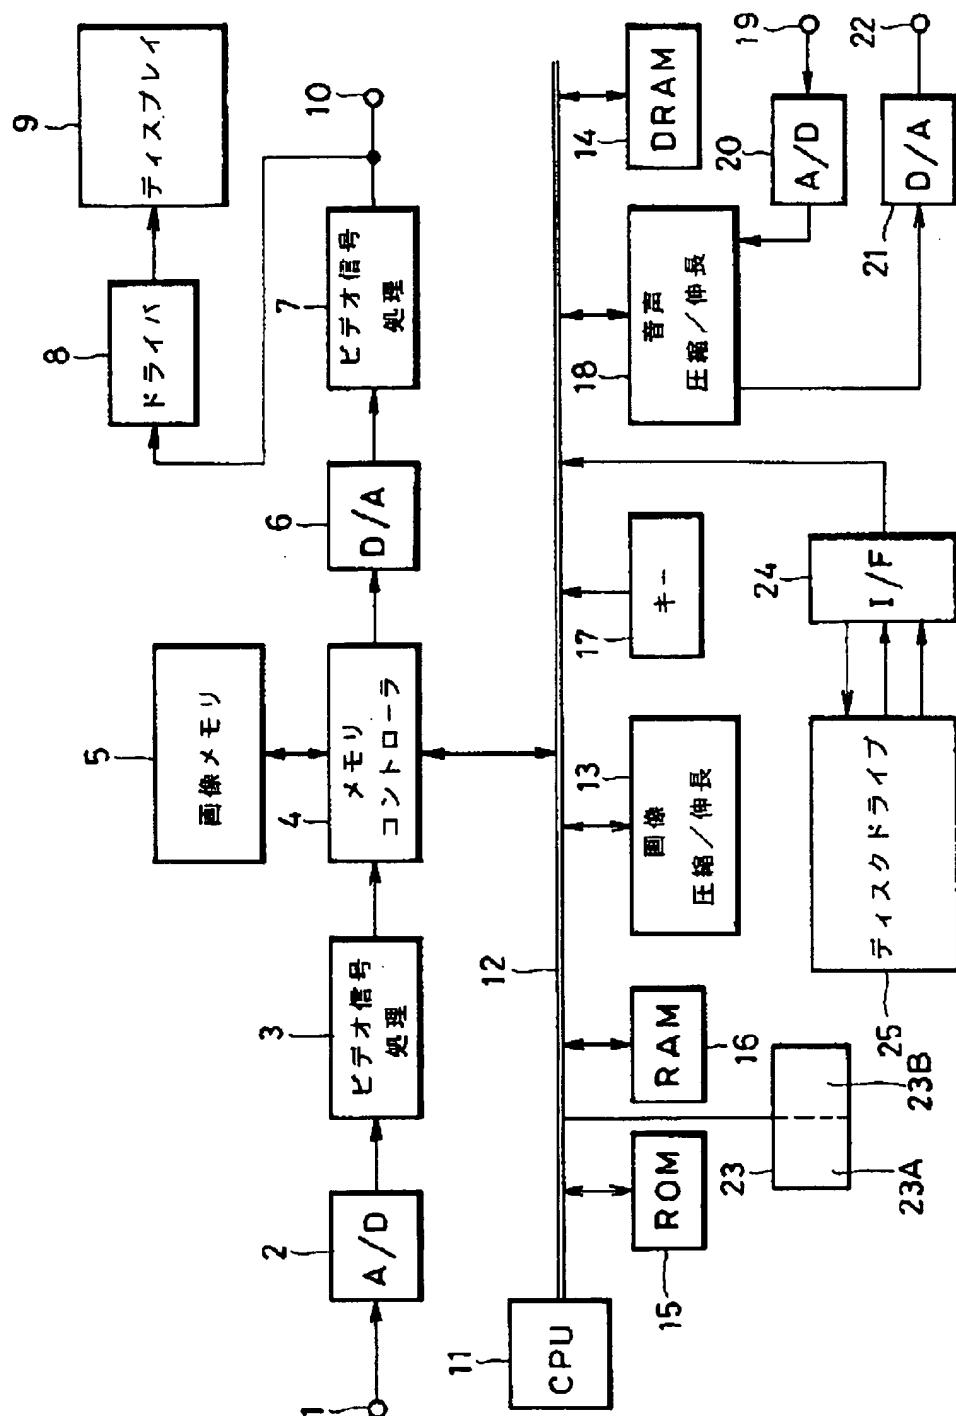 1
2
A/D
3
ビデオ信号
処理
4
メモリ
コントローラ
5
画像メモリ
6
D/A
7
ビデオ信号
処理
8
ドライバ
9
ディスプレイ
10
11
CPU
12
15
ROM
16
RAM
13
画像
圧縮/伸長
17
キー
18
音声
圧縮/伸長
14
DRAM
19
20
A/D
21
D/A
22
23
23A
23B
24
I/F
25
ディスクドライブ